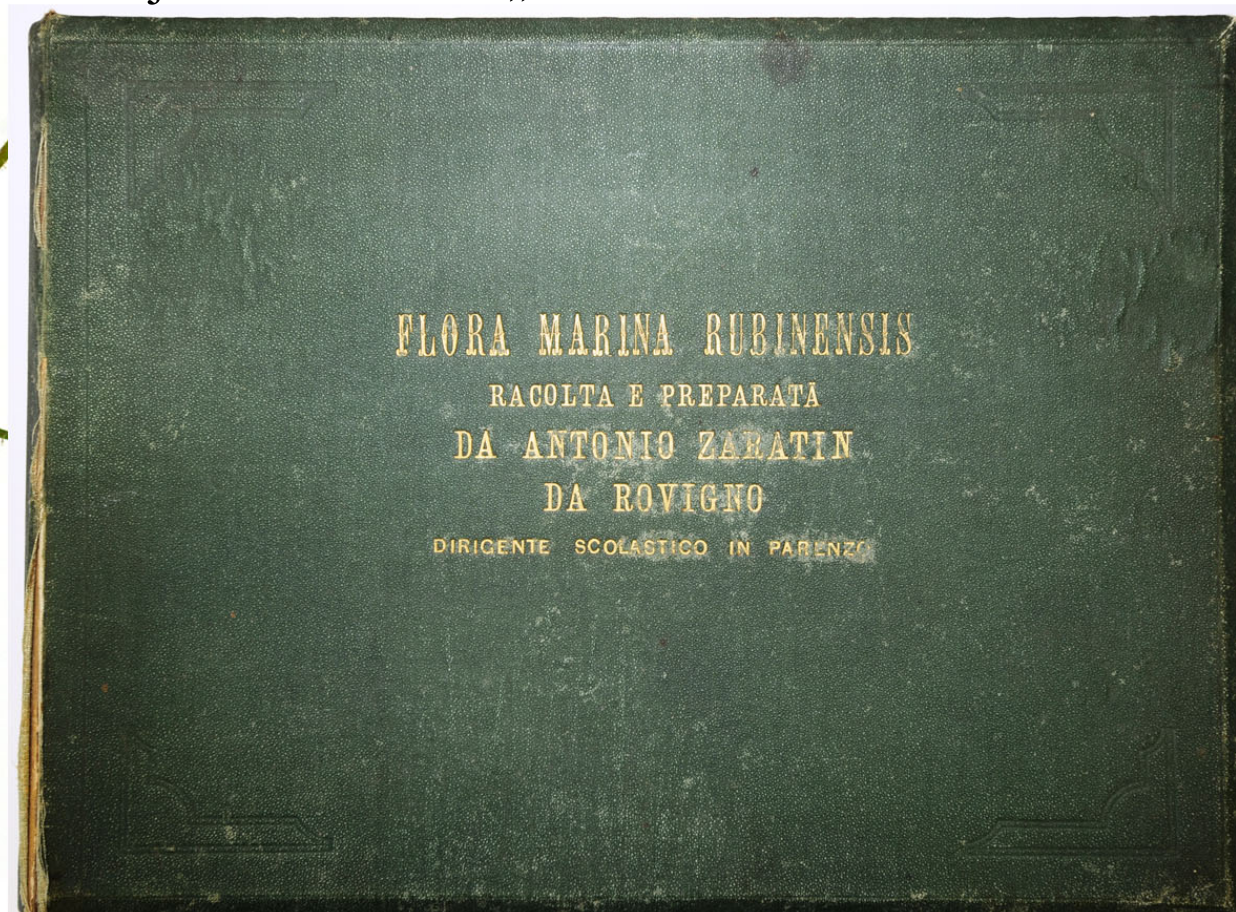 FLORA MARINA RUBINENSIS
RACOLTA E PREPARATA
DA ANTONIO ZARATIN
DA ROVIGNO
DIRIGENTE SCOLASTICO IN PARENZO